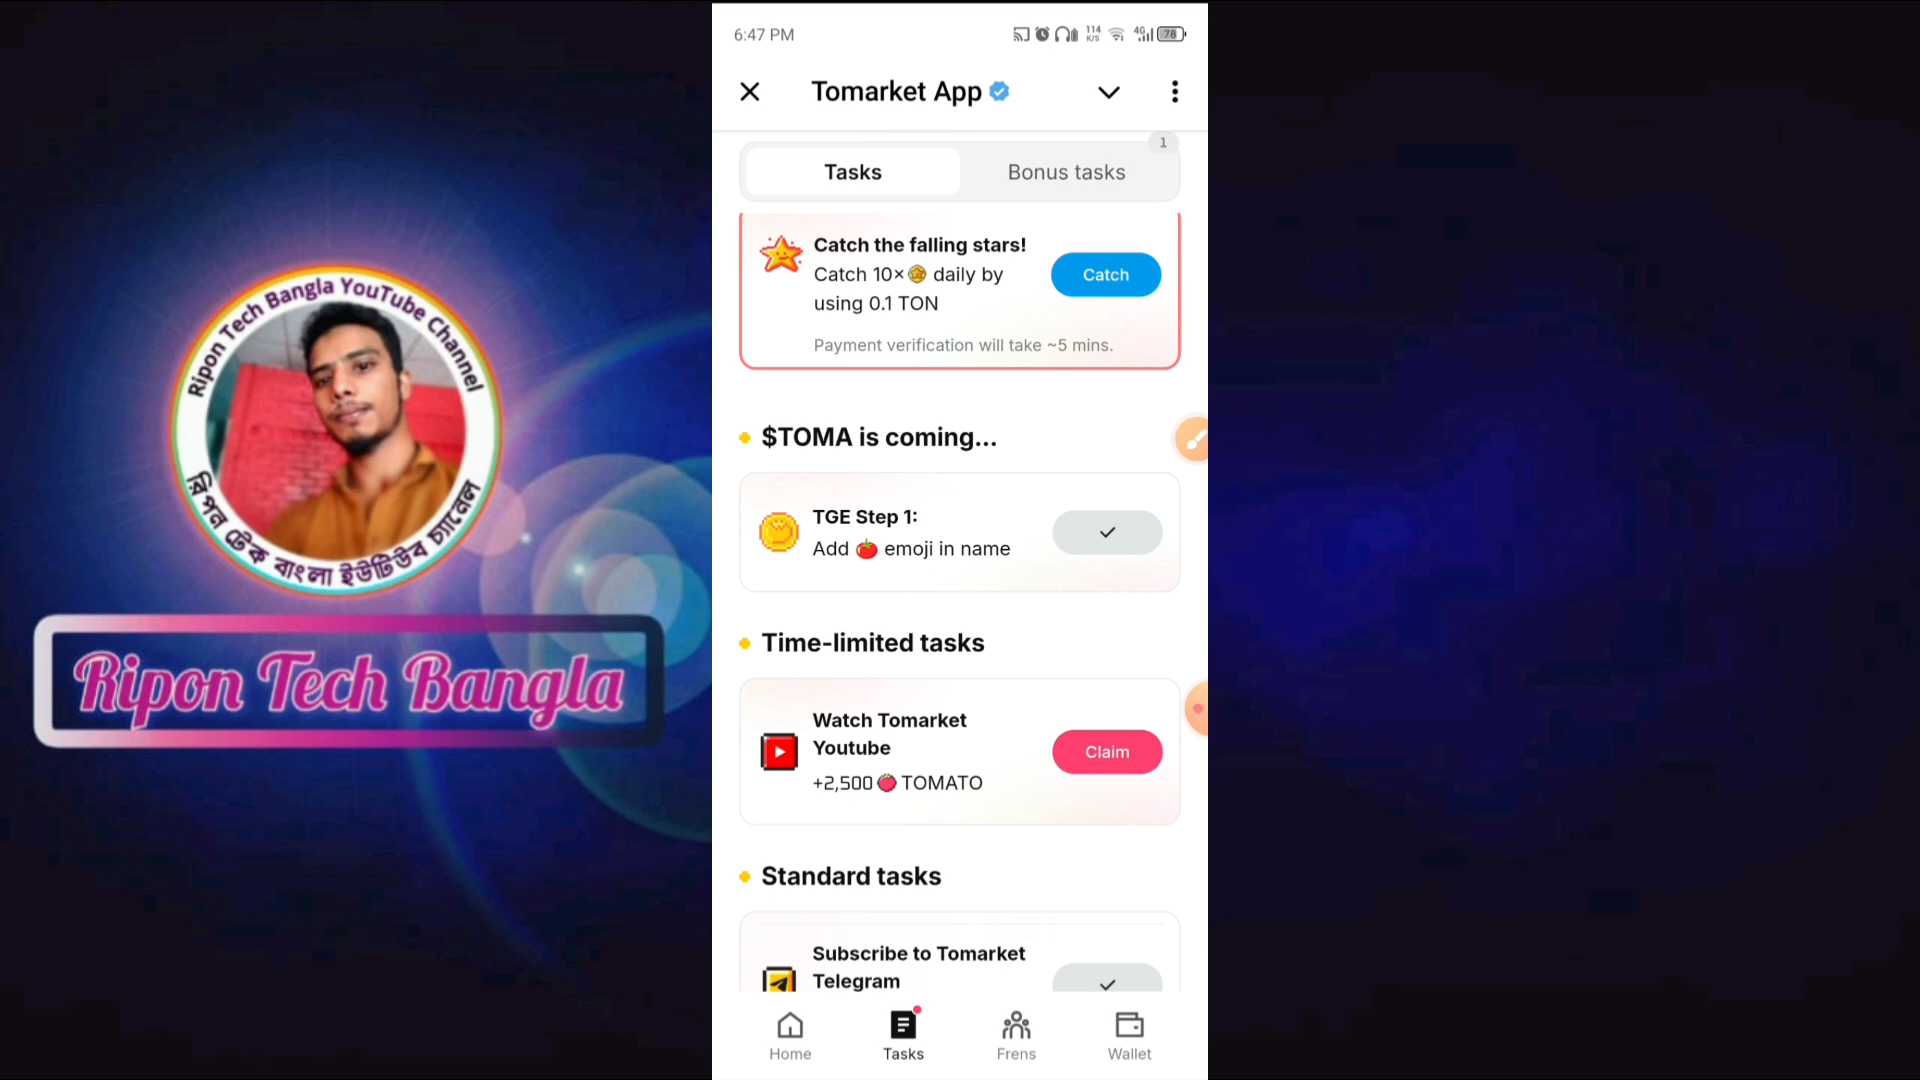 Ripon Tech Bangla YouTube Channel
রিপন টেক বাংলা ইউটিউব চ্যানেল
Ripon Tech Bangla
6:47 PM
114
K/S
4G
78
Tomarket App
1
Tasks
Bonus tasks
Catch the falling stars!
Catch 10× daily by
using 0.1 TON
Catch
Payment verification will take ~5 mins.
$TOMA is coming...
TGE Step 1:
Add 🍅 emoji in name
Time-limited tasks
Watch Tomarket
Youtube
+2,500 TOMATO
Claim
Standard tasks
Subscribe to Tomarket
Telegram
Home
Tasks
Frens
Wallet